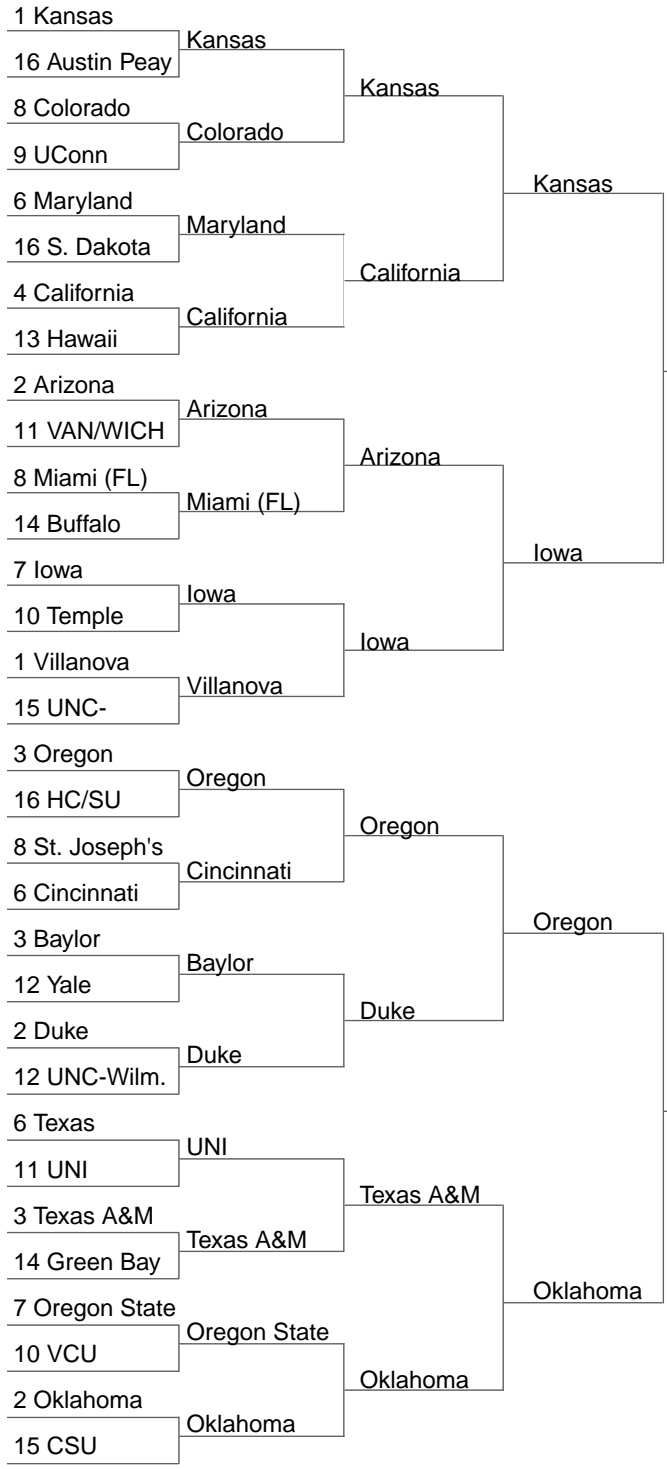 1 Kansas
16 Austin Peay
8 Colorado
9 UConn
6 Maryland
16 S. Dakota
4 California
13 Hawaii
2 Arizona
11 VAN/WICH
8 Miami (FL)
14 Buffalo
7 Iowa
10 Temple
1 Villanova
15 UNC-
3 Oregon
16 HC/SU
8 St. Joseph's
6 Cincinnati
3 Baylor
12 Yale
2 Duke
12 UNC-Wilm.
6 Texas
11 UNI
3 Texas A&M
14 Green Bay
7 Oregon State
10 VCU
2 Oklahoma
15 CSU
Kansas
Colorado
Maryland
California
Arizona
Miami (FL)
Iowa
Villanova
Oregon
Cincinnati
Baylor
Duke
UNI
Texas A&M
Oregon State
Oklahoma
Kansas
California
Arizona
Iowa
Oregon
Duke
Texas A&M
Oklahoma
Kansas
Iowa
Oregon
Oklahoma